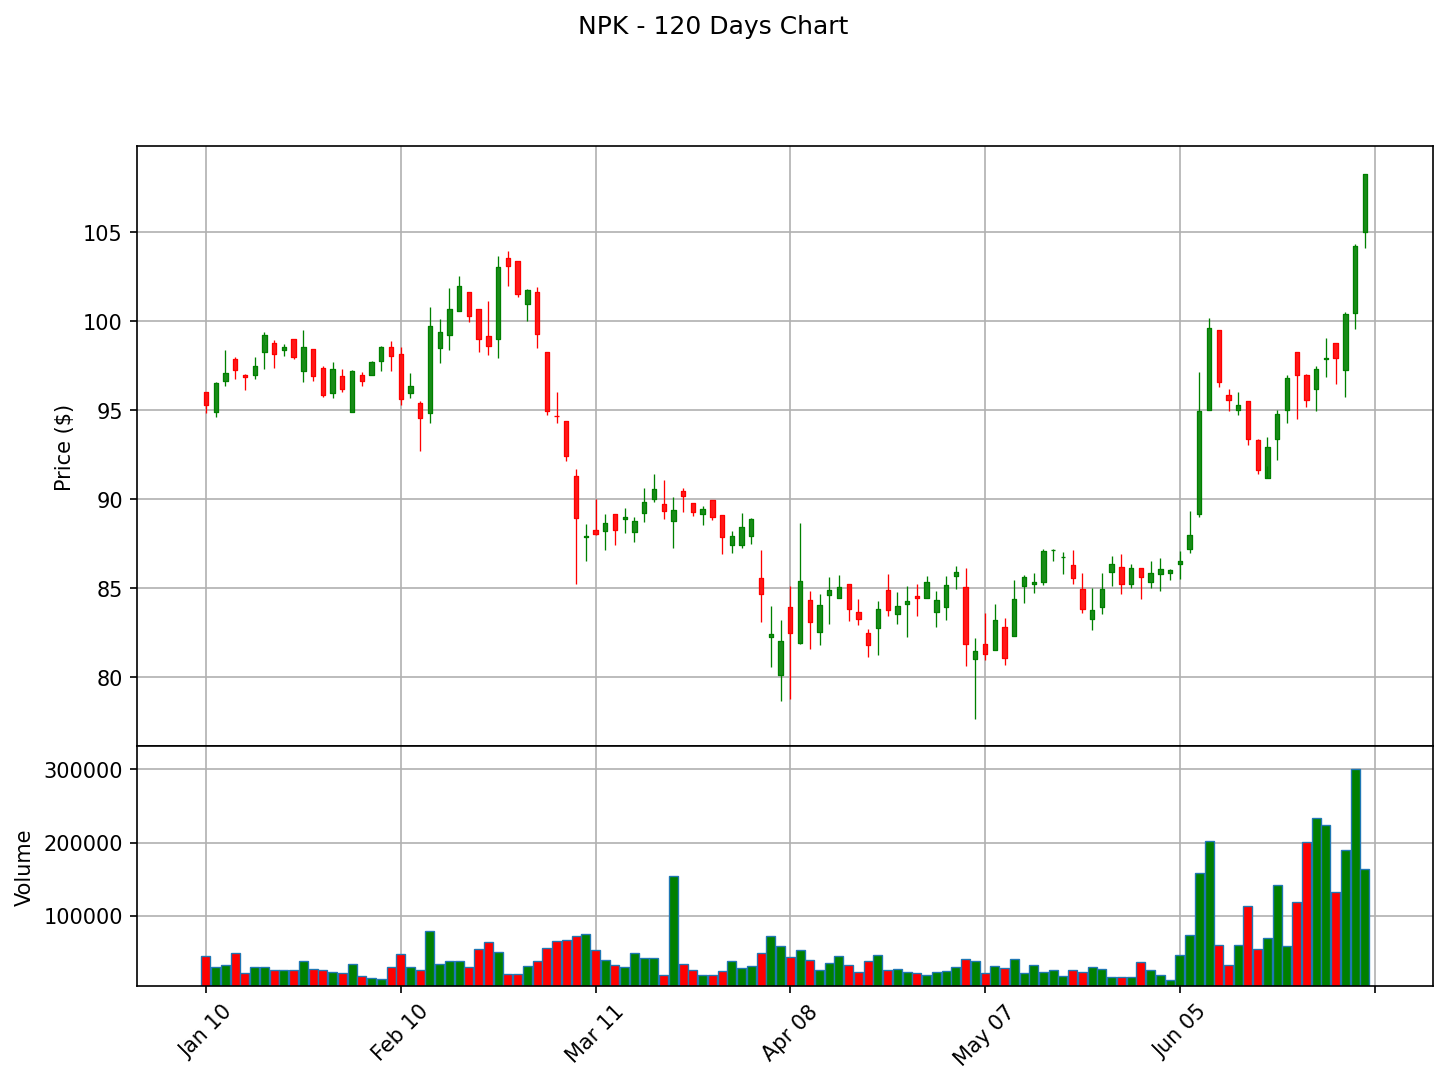 NPK - 120 Days Chart
Price ($)
105
100
95
90
85
80
Volume
300000
200000
100000
Jan 10
Feb 10
Mar 11
Apr 08
May 07
Jun 05